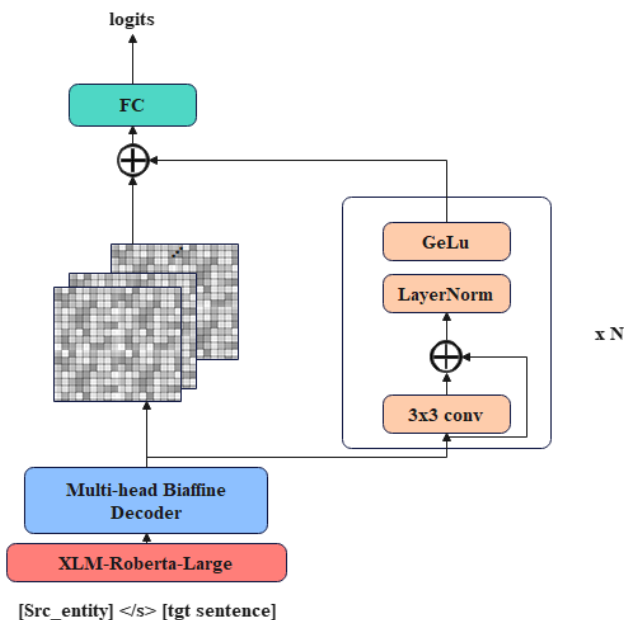 logits
FC
GeLu
LayerNorm
x N
3x3 conv
Multi-head Biaffine
Decoder
XLM-Roberta-Large
[Src_entity] </s> [tgt sentence]